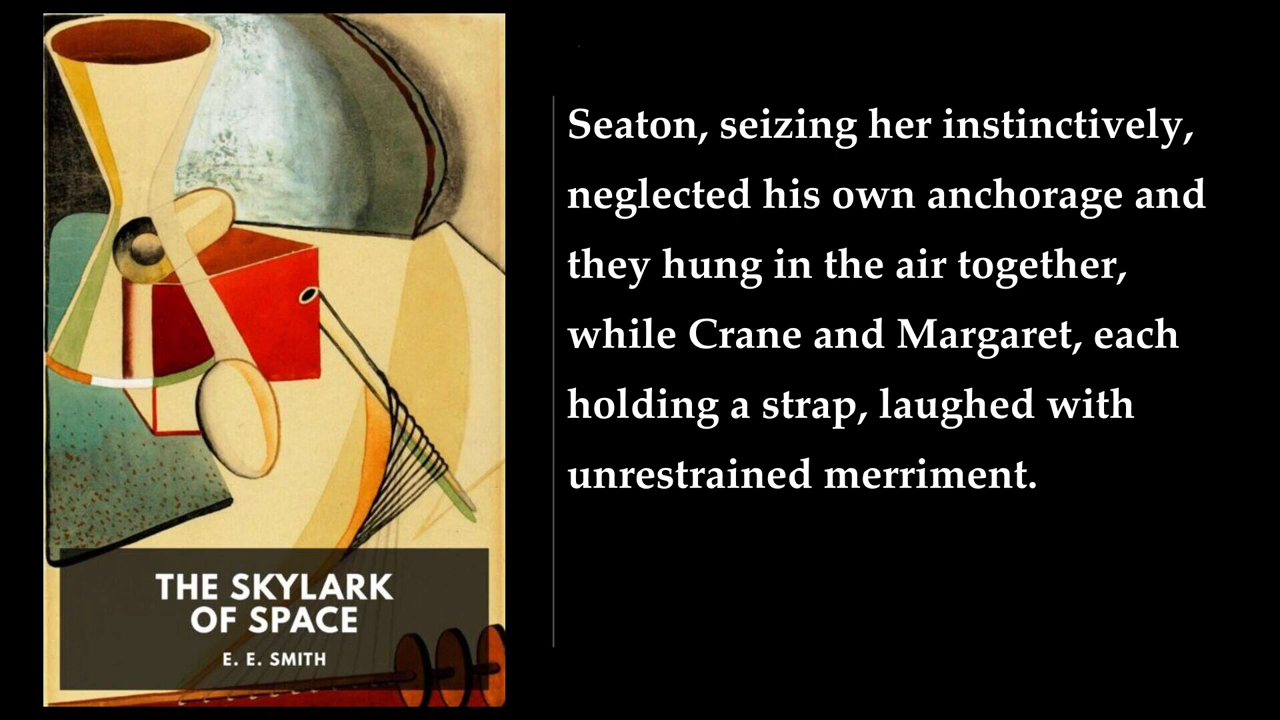 THE SKYLARK
OF SPACE
E. E. SMITH
Seaton, seizing her instinctively,
neglected his own anchorage and
they hung in the air together,
while Crane and Margaret, each
holding a strap, laughed with
unrestrained merriment.